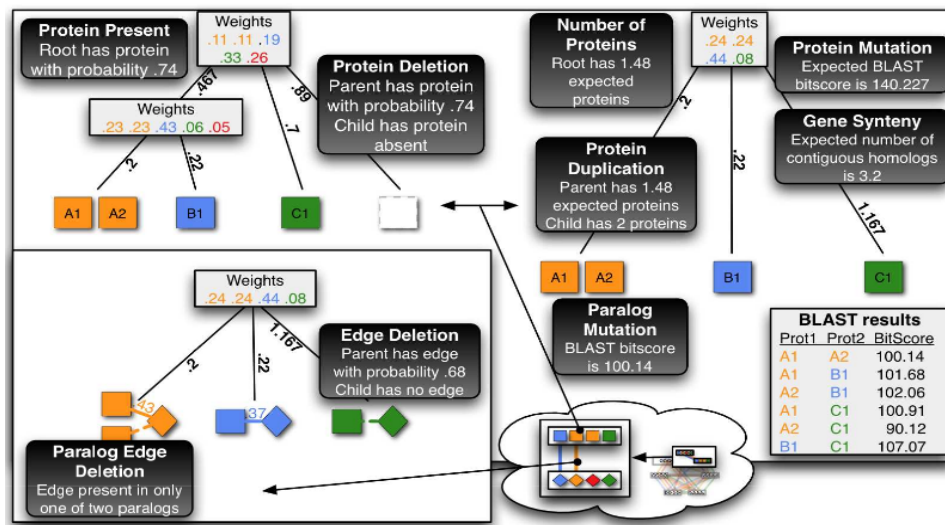 Protein Present
Root has protein
with probability .74
Weights
.11 .11 .19
.33 .26
.467
.89
.7
Protein Deletion
Parent has protein
with probability .74
Child has protein
absent
Weights
.23 .23 .43 .06 .05
.2
.22
A1 A2 B1 C1
Number of
Proteins
Root has 1.48
expected
proteins
Weights
.24 .24
.44 .08
.2
.22
1.167
Protein Mutation
Expected BLAST
bitscore is 140.227
Gene Synteny
Expected number of
contiguous homologs
is 3.2
Protein
Duplication
Parent has 1.48
expected proteins
Child has 2 proteins
A1 A2 B1 C1
Paralog
Mutation
BLAST bitscore
is 100.14
BLAST results
Prot1 Prot2 BitScore
A1 A2 100.14
A1 B1 101.68
A2 B1 102.06
A1 C1 100.91
A2 C1 90.12
B1 C1 107.07
Weights
.24 .24 .44 .08
.2
.22
1.167
Edge Deletion
Parent has edge
with probability .68
Child has no edge
.43
.37
Paralog Edge
Deletion
Edge present in only
one of two paralogs